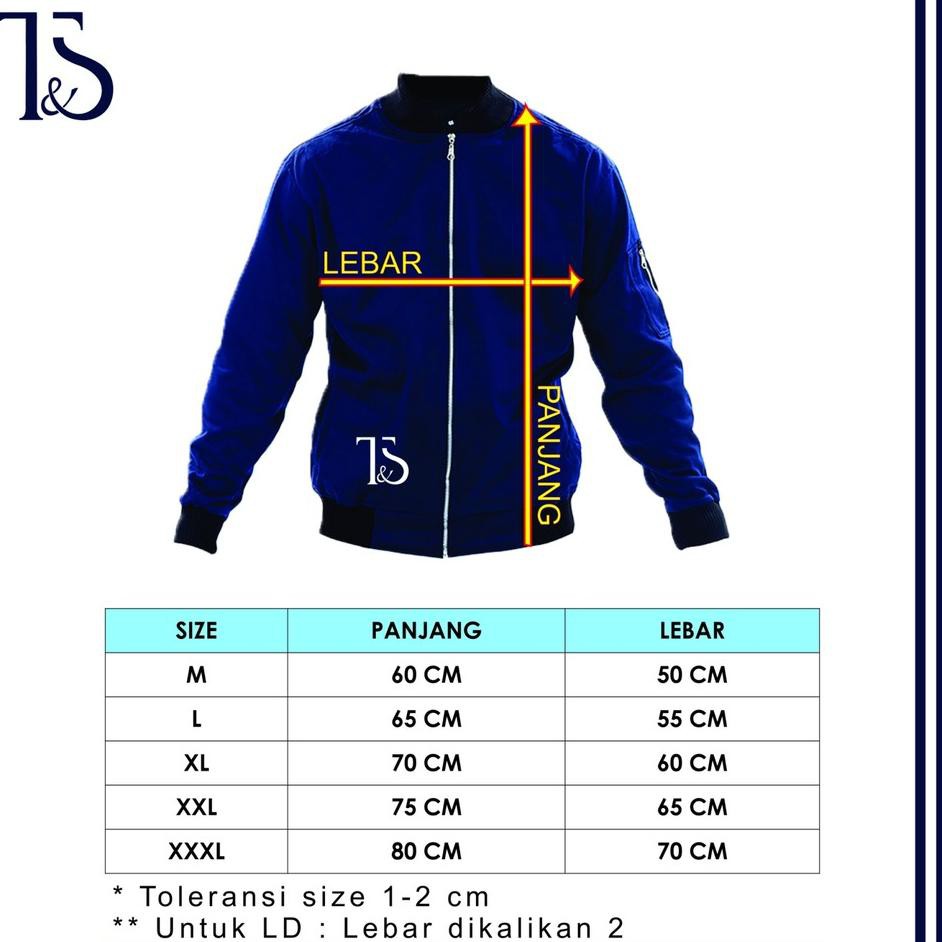 T&S
LEBAR
PANJANG
T&S
SIZE PANJANG LEBAR
M 60 CM 50 CM
L 65 CM 55 CM
XL 70 CM 60 CM
XXL 75 CM 65 CM
XXXL 80 CM 70 CM
* Toleransi size 1-2 cm
** Untuk LD : Lebar dikalikan 2